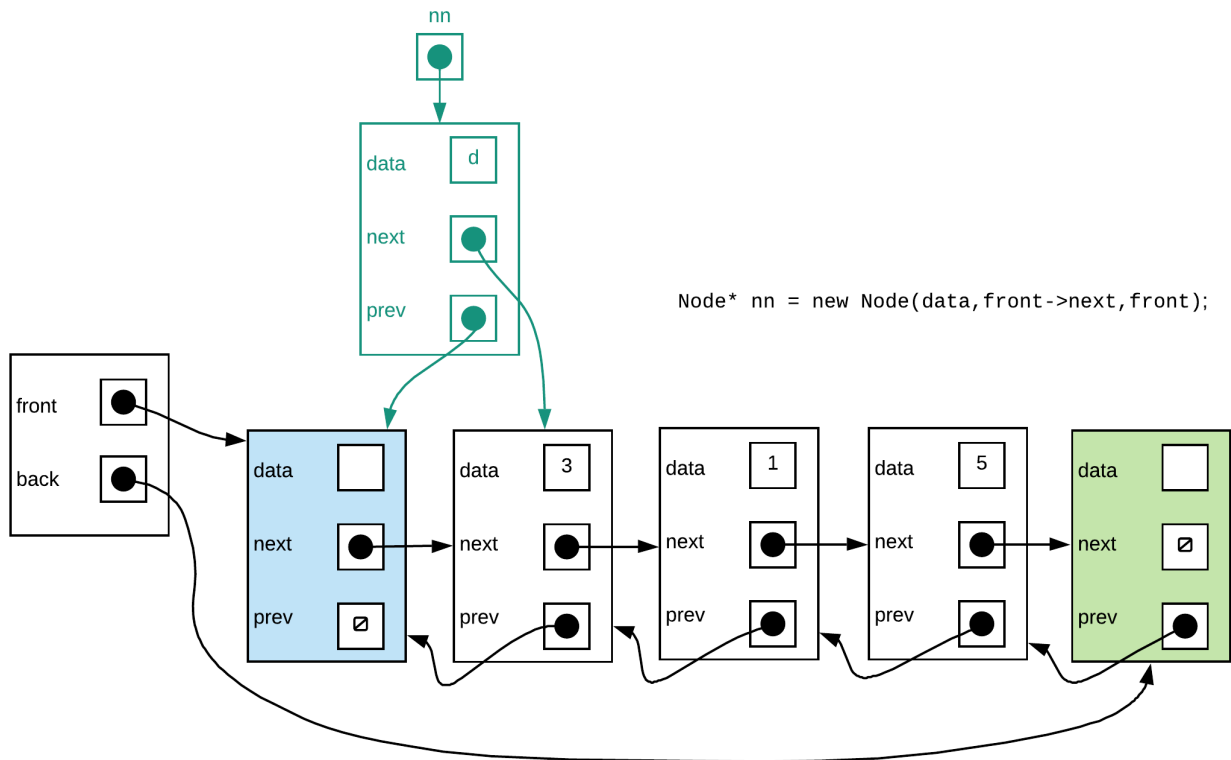 nn
data
d
next
prev
Node* nn = new Node(data,front->next,front);
front
back
data
next
prev
data
3
next
prev
data
1
next
prev
data
5
next
prev
data
next
prev